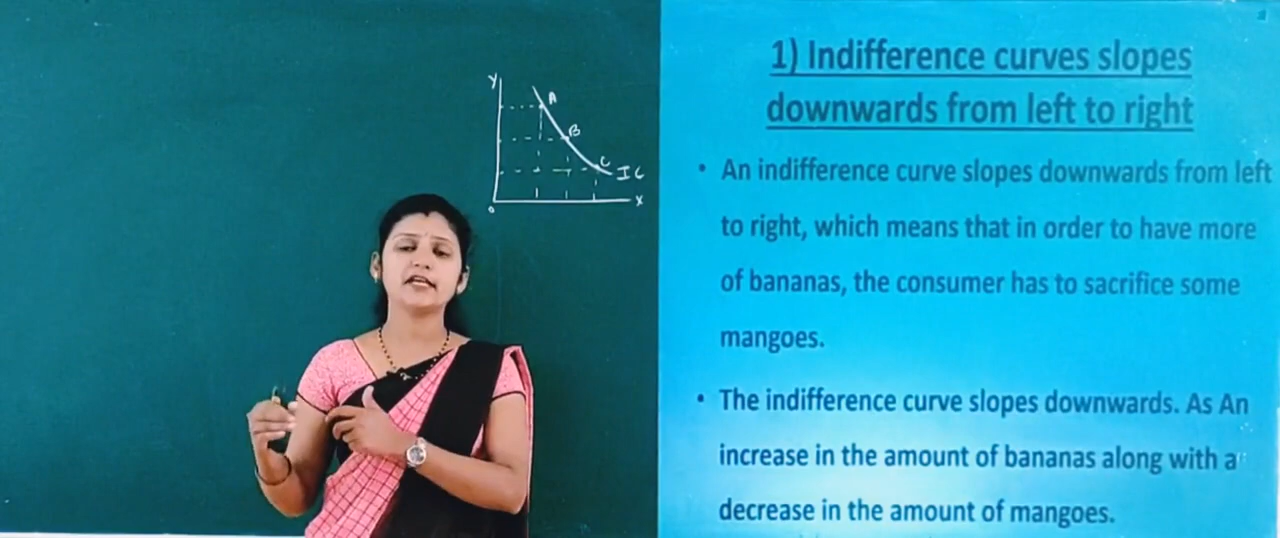 Y
A
B
C
IC
X
0
1) Indifference curves slopes
downwards from left to right
• An indifference curve slopes downwards from left
to right, which means that in order to have more
of bananas, the consumer has to sacrifice some
mangoes.
• The indifference curve slopes downwards. As An
increase in the amount of bananas along with a
decrease in the amount of mangoes.